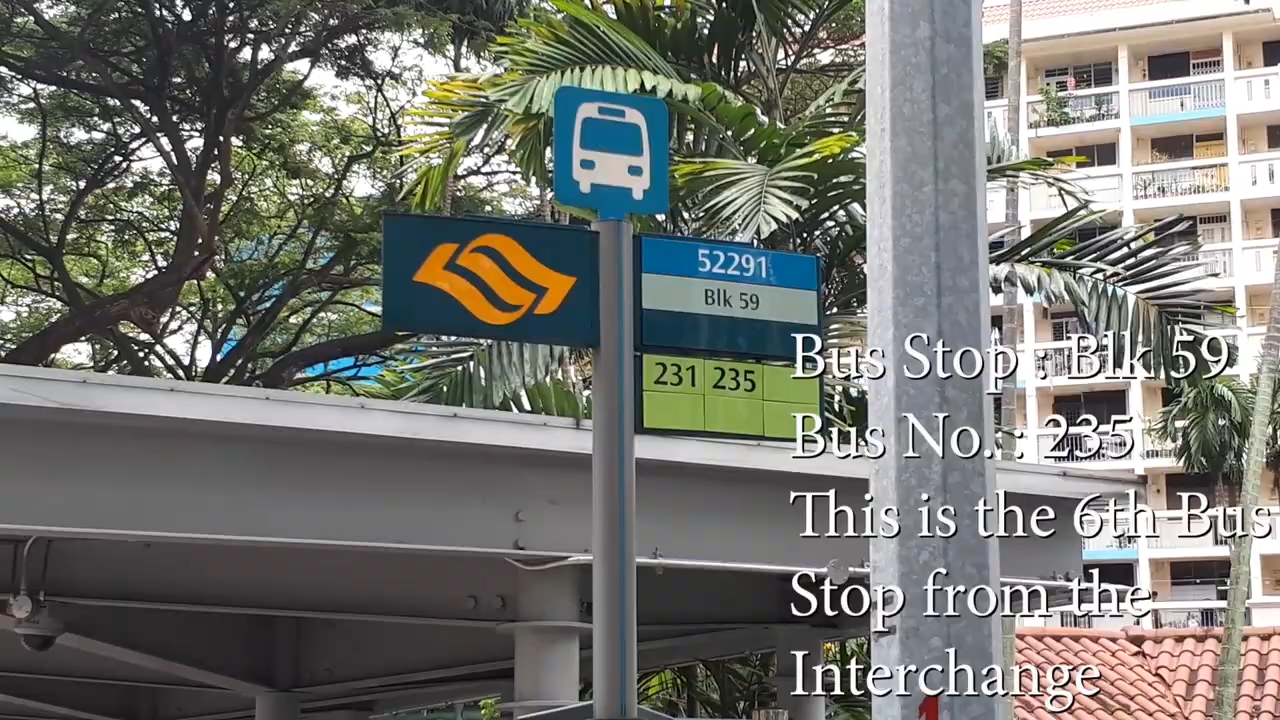 52291
Blk 59
231 235
Bus Stop : Blk 59
Bus No. : 235
This is the 6th Bus
Stop from the
Interchange
1